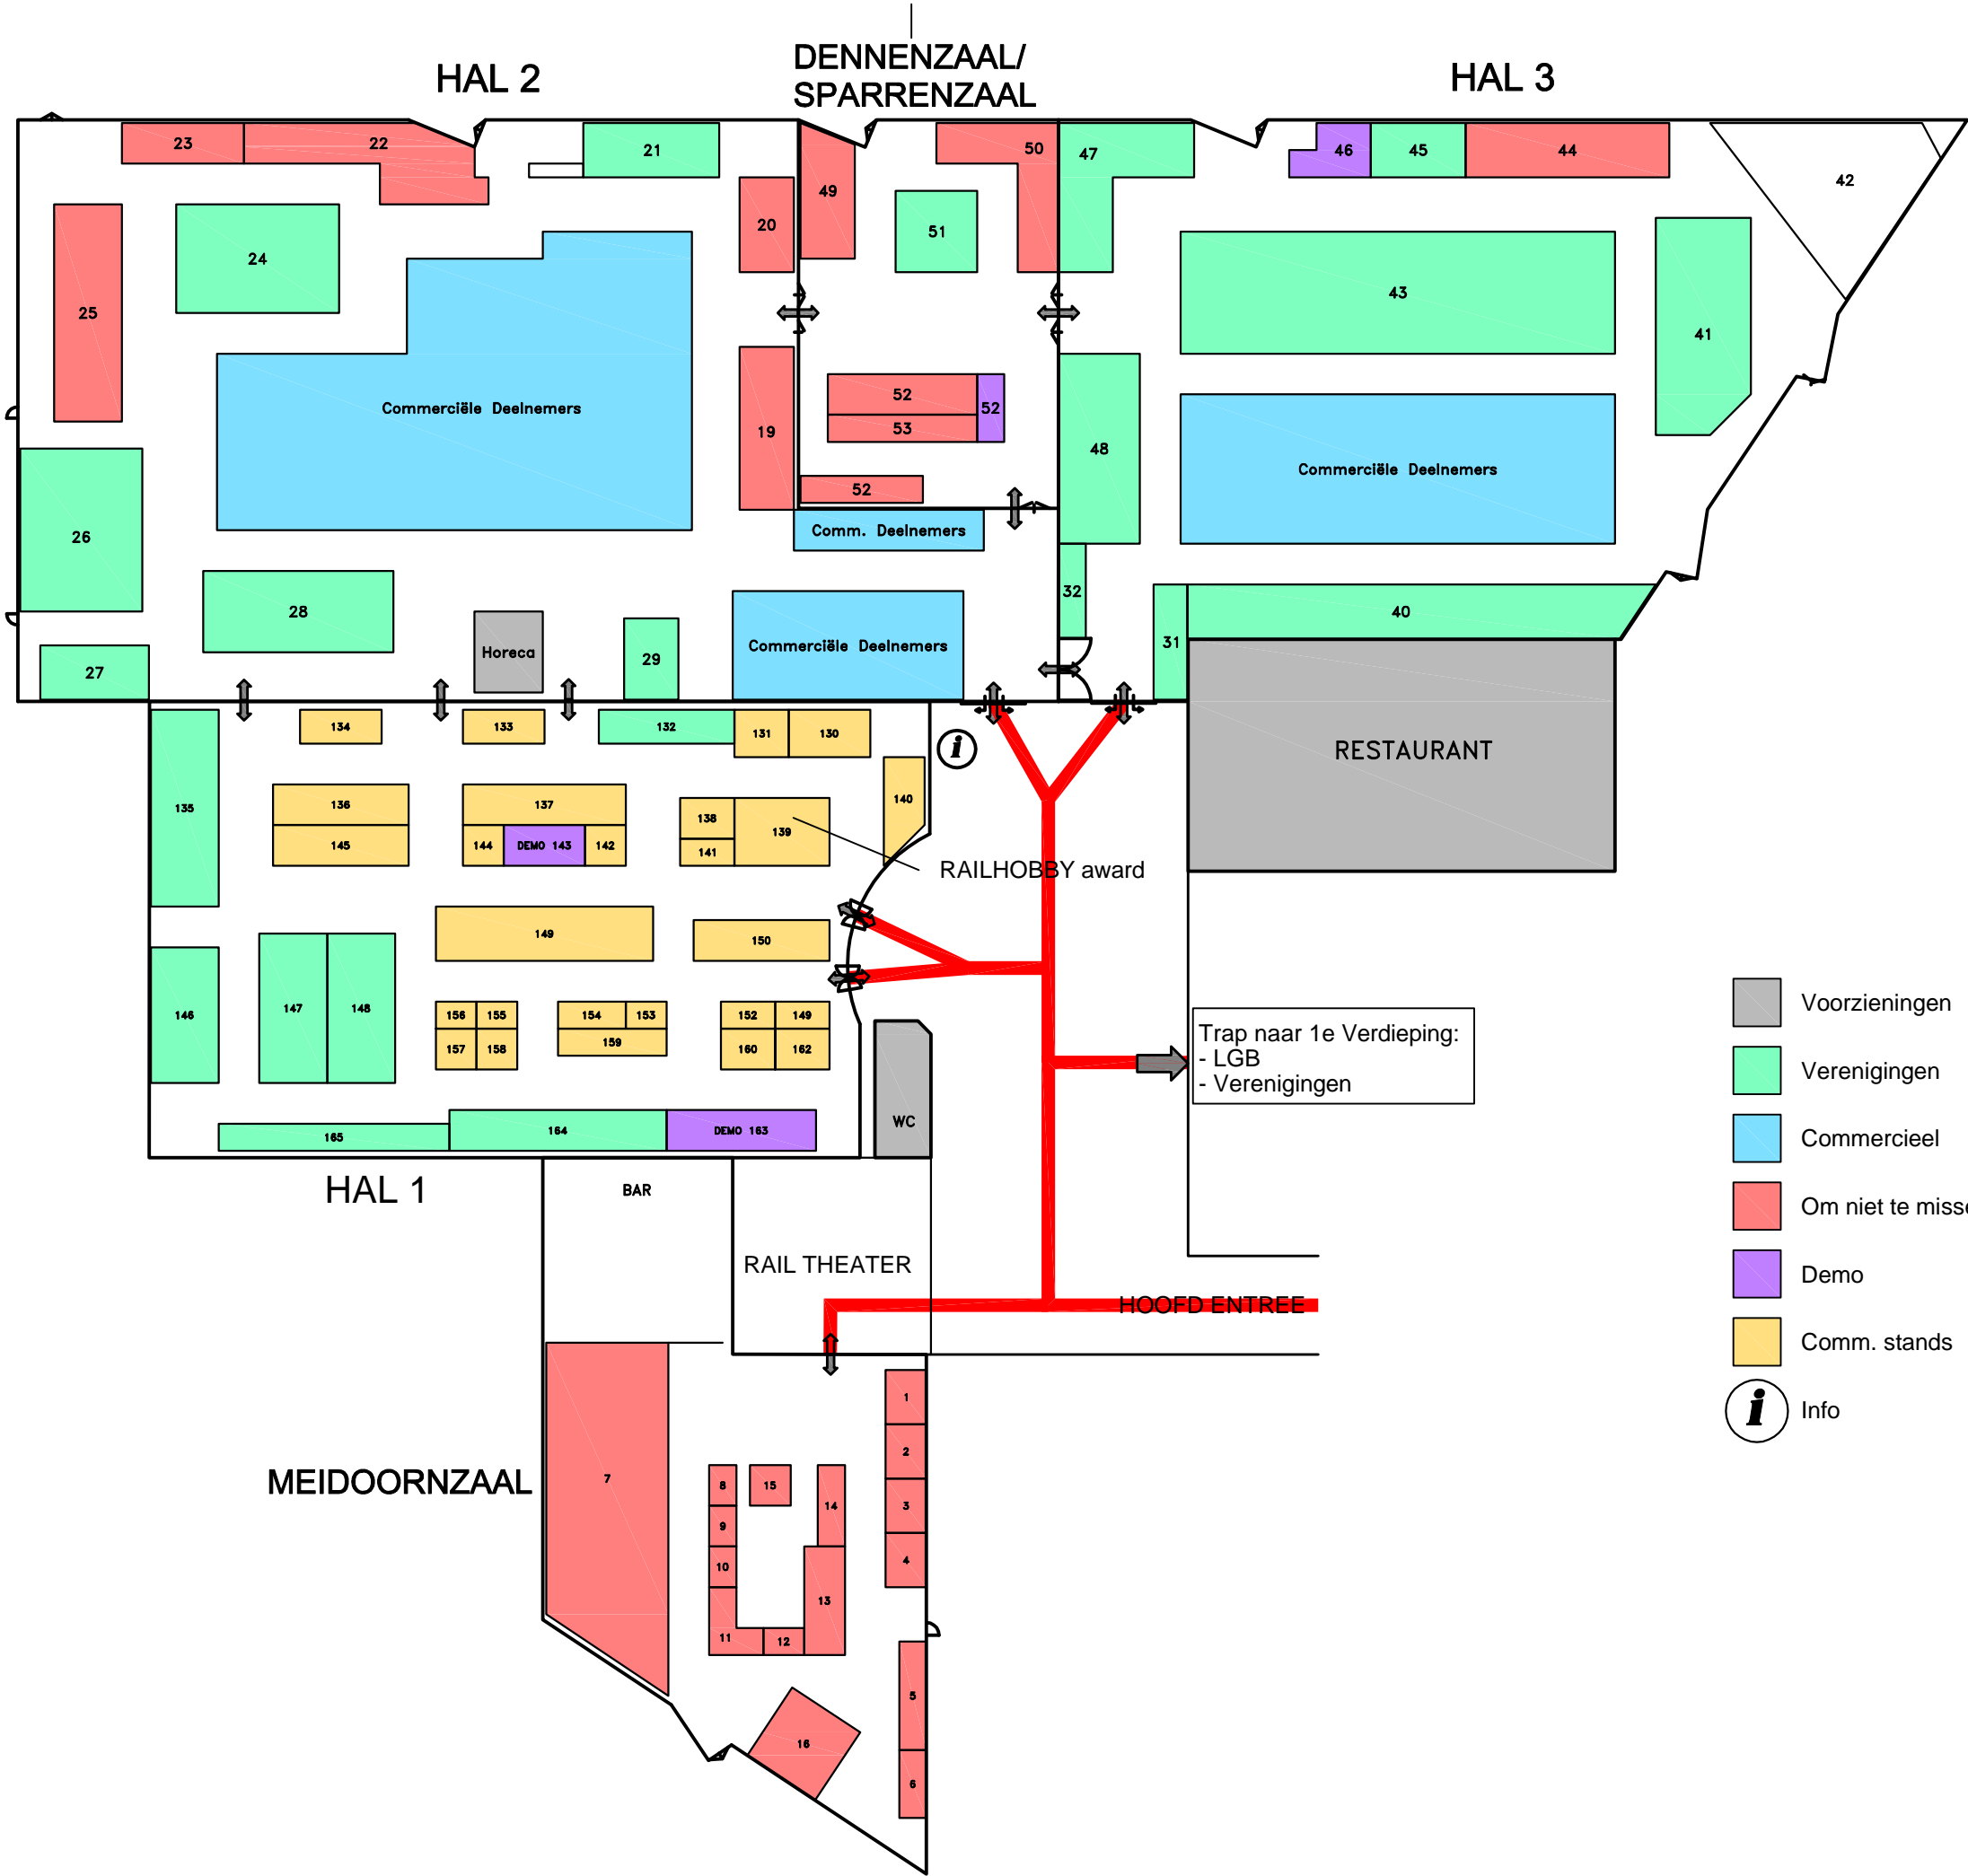 HAL 2
DENNENZAAL/
SPARRENZAAL
HAL 3
23
22
21
20
49
50
47
46
45
44
42
24
51
25
43
41
Commerciële Deelnemers
19
52
52
53
48
Commerciële Deelnemers
52
Comm. Deelnemers
26
28
32
31
40
Horeca
29
Commerciële Deelnemers
27
134
133
132
131
130
i
RESTAURANT
135
136
145
137
144
DEMO 143
142
138
139
141
140
RAILHOBBY award
149
150
146
147
148
156
155
157
158
154
153
159
152
149
160
162
165
164
DEMO 163
WC
Trap naar 1e Verdieping:
- LGB
- Verenigingen
HAL 1
BAR
RAIL THEATER
HOOFD ENTREE
MEIDOORNZAAL
7
8
15
14
9
10
13
11
12
1
2
3
4
5
6
16
Voorzieningen
Verenigingen
Commercieel
Om niet te misse
Demo
Comm. stands
i Info